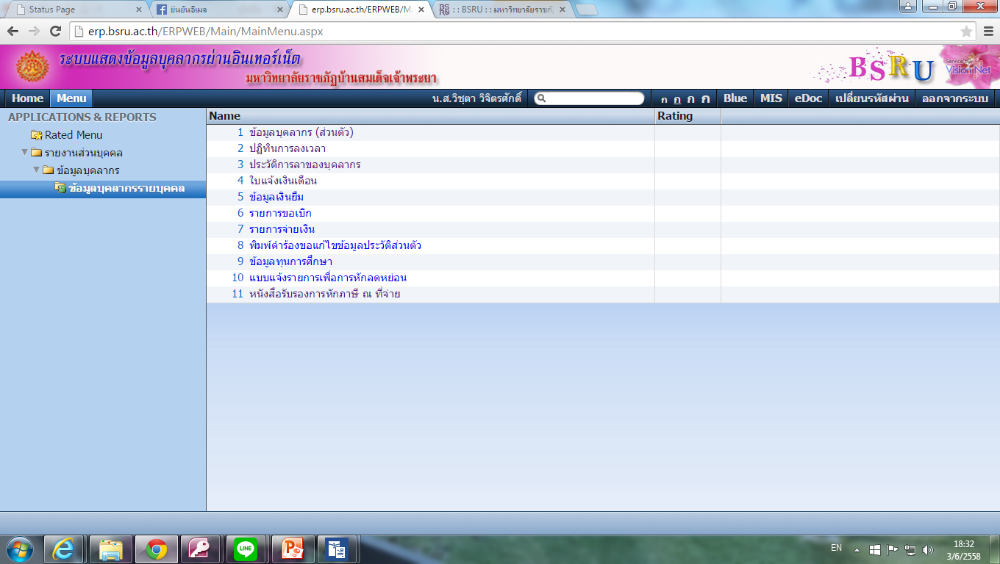 Status Page
ยืนยันอีเมล
erp.bsru.ac.th/ERPWEB/M
: : BSRU : : มหาวิทยาลัยราชภั
erp.bsru.ac.th/ERPWEB/Main/MainMenu.aspx
ระบบแสดงข้อมูลบุคลากรผ่านอินเทอร์เน็ต
มหาวิทยาลัยราชภัฏบ้านสมเด็จเจ้าพระยา
BSRU
Service by
Vision Net
Home Menu น.ส.วิชุตา วิจิตรศักดิ์ ก ก ก ก Blue MIS eDoc เปลี่ยนรหัสผ่าน ออกจากระบบ
APPLICATIONS & REPORTS
Rated Menu
รายงานส่วนบุคคล
ข้อมูลบุคลากร
ข้อมูลบุคลากรรายบุคคล
Name Rating
1 ข้อมูลบุคลากร (ส่วนตัว)
2 ปฏิทินการลงเวลา
3 ประวัติการลาของบุคลากร
4 ใบแจ้งเงินเดือน
5 ข้อมูลเงินยืม
6 รายการขอเบิก
7 รายการจ่ายเงิน
8 พิมพ์คำร้องขอแก้ไขข้อมูลประวัติส่วนตัว
9 ข้อมูลทุนการศึกษา
10 แบบแจ้งรายการเพื่อการหักลดหย่อน
11 หนังสือรับรองการหักภาษี ณ ที่จ่าย
LINE
EN
18:32
3/6/2558